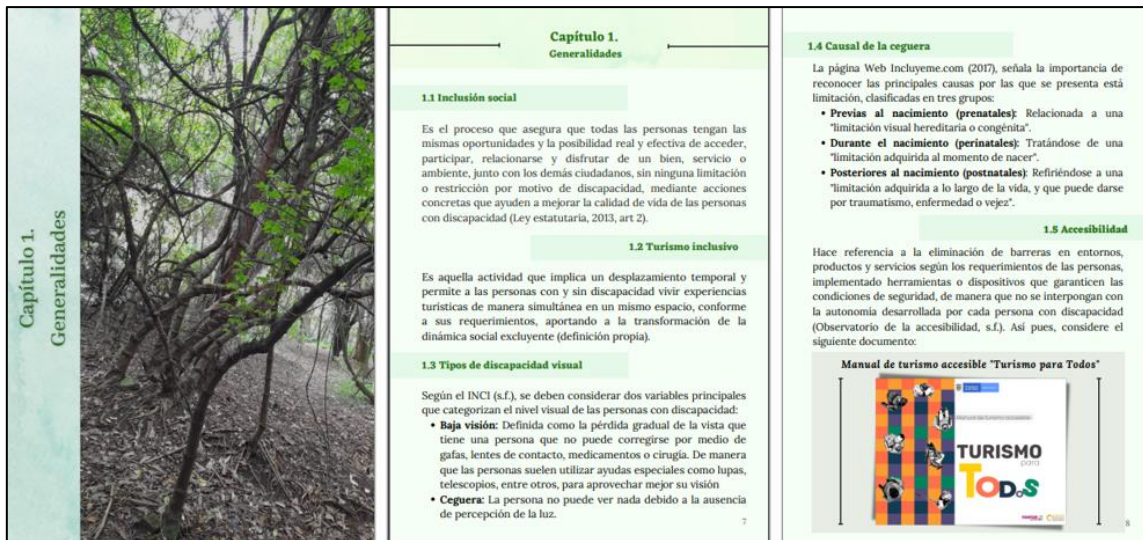 Capítulo 1.
Generalidades
Capítulo 1.
Generalidades
1.1 Inclusión social
Es el proceso que asegura que todas las personas tengan las
mismas oportunidades y la posibilidad real y efectiva de acceder,
participar, relacionarse y disfrutar de un bien, servicio o
ambiente, junto con los demás ciudadanos, sin ninguna limitación
o restricción por motivo de discapacidad, mediante acciones
concretas que ayuden a mejorar la calidad de vida de las personas
con discapacidad (Ley estatutaria, 2013, art 2).
1.2 Turismo inclusivo
Es aquella actividad que implica un desplazamiento temporal y
permite a las personas con y sin discapacidad vivir experiencias
turísticas de manera simultánea en un mismo espacio, conforme
a sus requerimientos, aportando a la transformación de la
dinámica social excluyente (definición propia).
1.3 Tipos de discapacidad visual
Según el INCI (s.f.), se deben considerar dos variables principales
que categorizan el nivel visual de las personas con discapacidad:
• Baja visión: Definida como la pérdida gradual de la vista que
tiene una persona que no puede corregirse por medio de
gafas, lentes de contacto, medicamentos o cirugía. De manera
que las personas suelen utilizar ayudas especiales como lupas,
telescopios, entre otros, para aprovechar mejor su visión
• Ceguera: La persona no puede ver nada debido a la ausencia
de percepción de la luz.
7
1.4 Causal de la ceguera
La página Web Incluyeme.com (2017), señala la importancia de
reconocer las principales causas por las que se presenta está
limitación, clasificadas en tres grupos:
• Previas al nacimiento (prenatales): Relacionada a una
"limitación visual hereditaria o congénita".
• Durante el nacimiento (perinatales): Tratándose de una
"limitación adquirida al momento de nacer".
• Posteriores al nacimiento (postnatales): Refiriéndose a una
"limitación adquirida a lo largo de la vida, y que puede darse
por traumatismo, enfermedad o vejez".
1.5 Accesibilidad
Hace referencia a la eliminación de barreras en entornos,
productos y servicios según los requerimientos de las personas,
implementado herramientas o dispositivos que garanticen las
condiciones de seguridad, de manera que no se interpongan con
la autonomía desarrollada por cada persona con discapacidad
(Observatorio de la accesibilidad, s.f.). Así pues, considere el
siguiente documento:
Manual de turismo accesible "Turismo para Todos"
TURISMO
para
TODOS
8